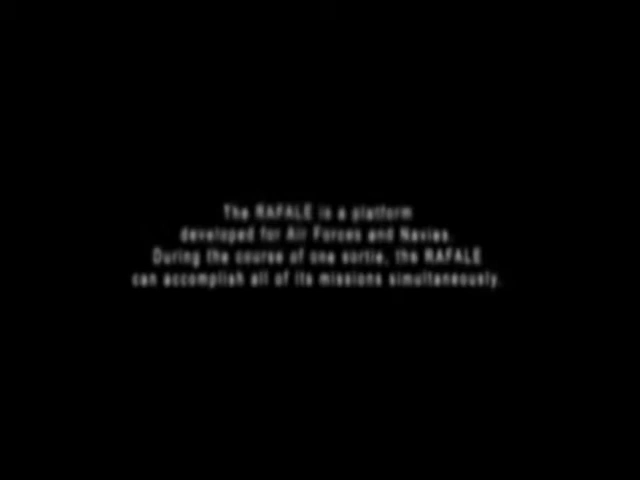 The RAFALE is a platform
developed for Air Forces and Navies.
During the course of one sortie, the RAFALE
can accomplish all of its missions simultaneously.